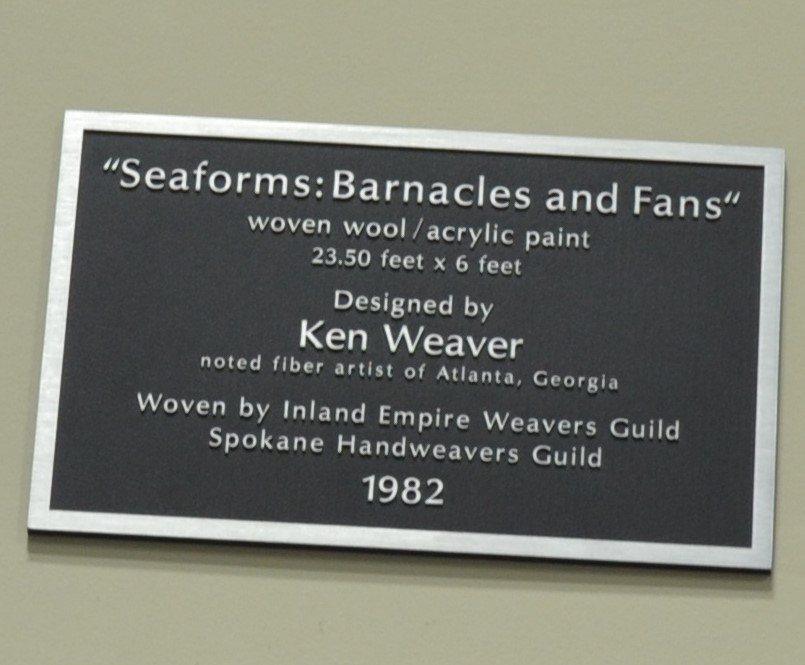 “Seaforms: Barnacles and Fans“
woven wool/acrylic paint
23.50 feet x 6 feet
Designed by
Ken Weaver
noted fiber artist of Atlanta, Georgia
Woven by Inland Empire Weavers Guild
Spokane Handweavers Guild
1982